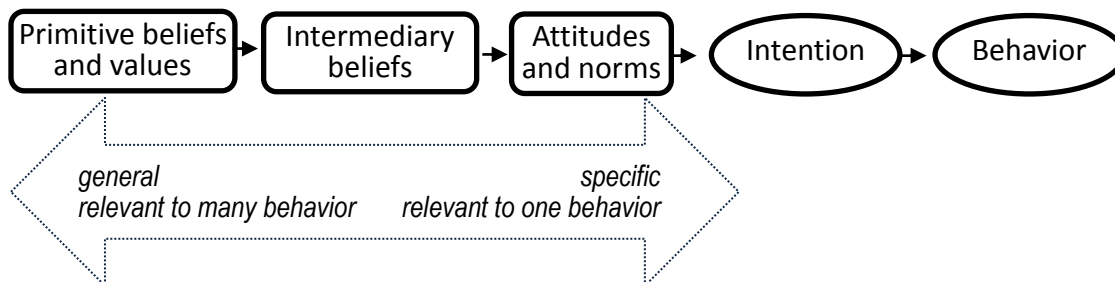 Primitive beliefs
and values
Intermediary
beliefs
Attitudes
and norms
Intention
Behavior
general
relevant to many behavior
specific
relevant to one behavior